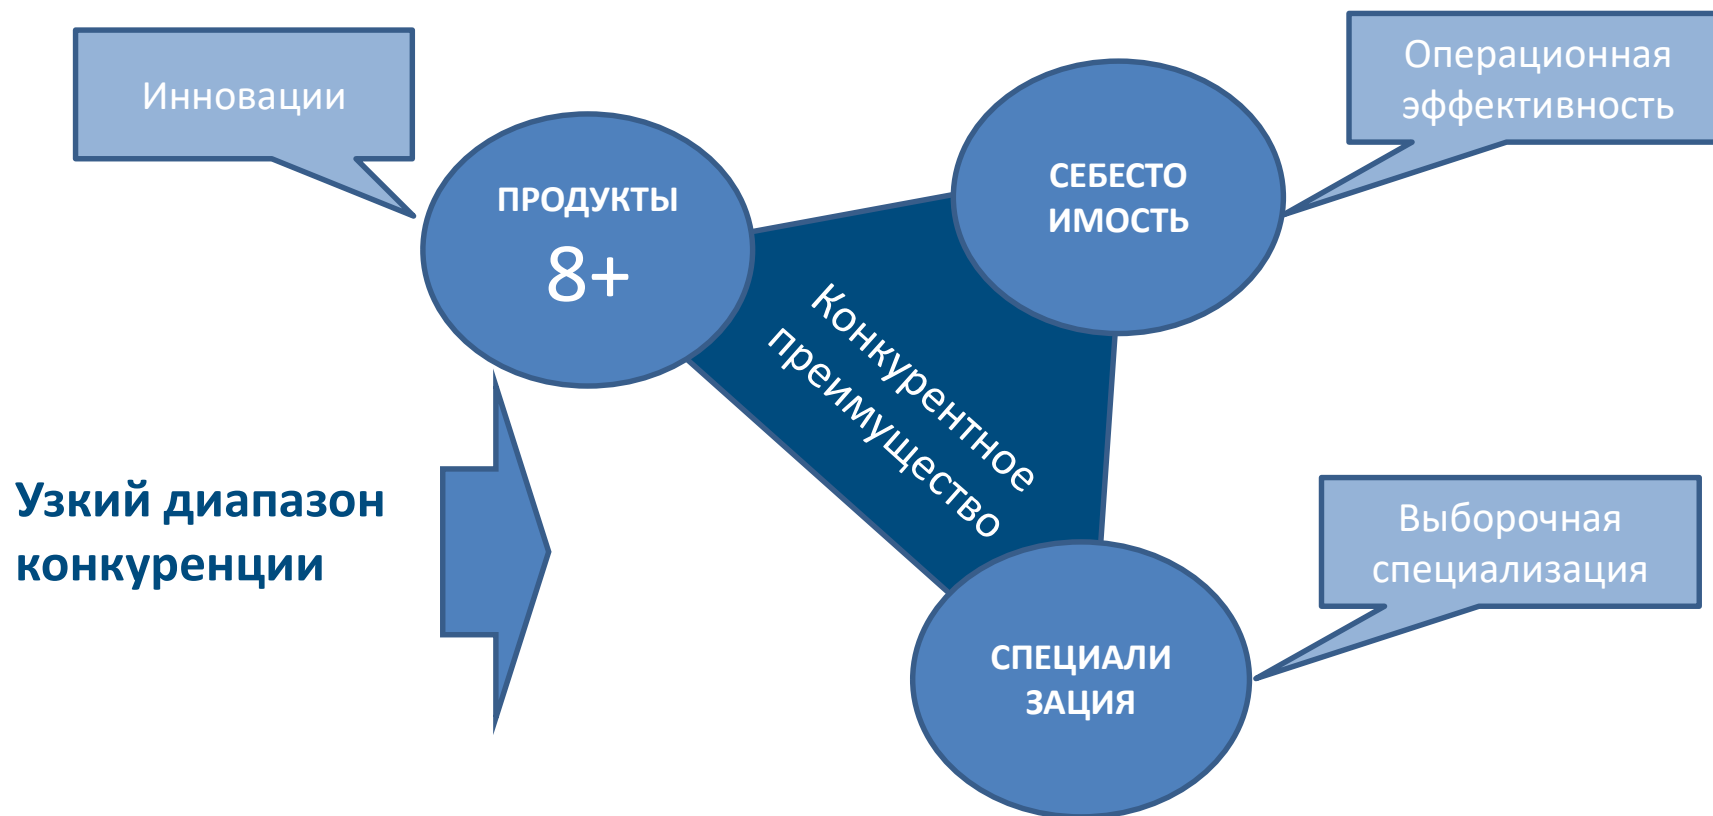 Инновации
Операционная
эффективность
ПРОДУКТЫ
8+
СЕБЕСТО
ИМОСТЬ
Конкурентное
преимущество
Узкий диапазон
конкуренции
Выборочная
специализация
СПЕЦИАЛИ
ЗАЦИЯ